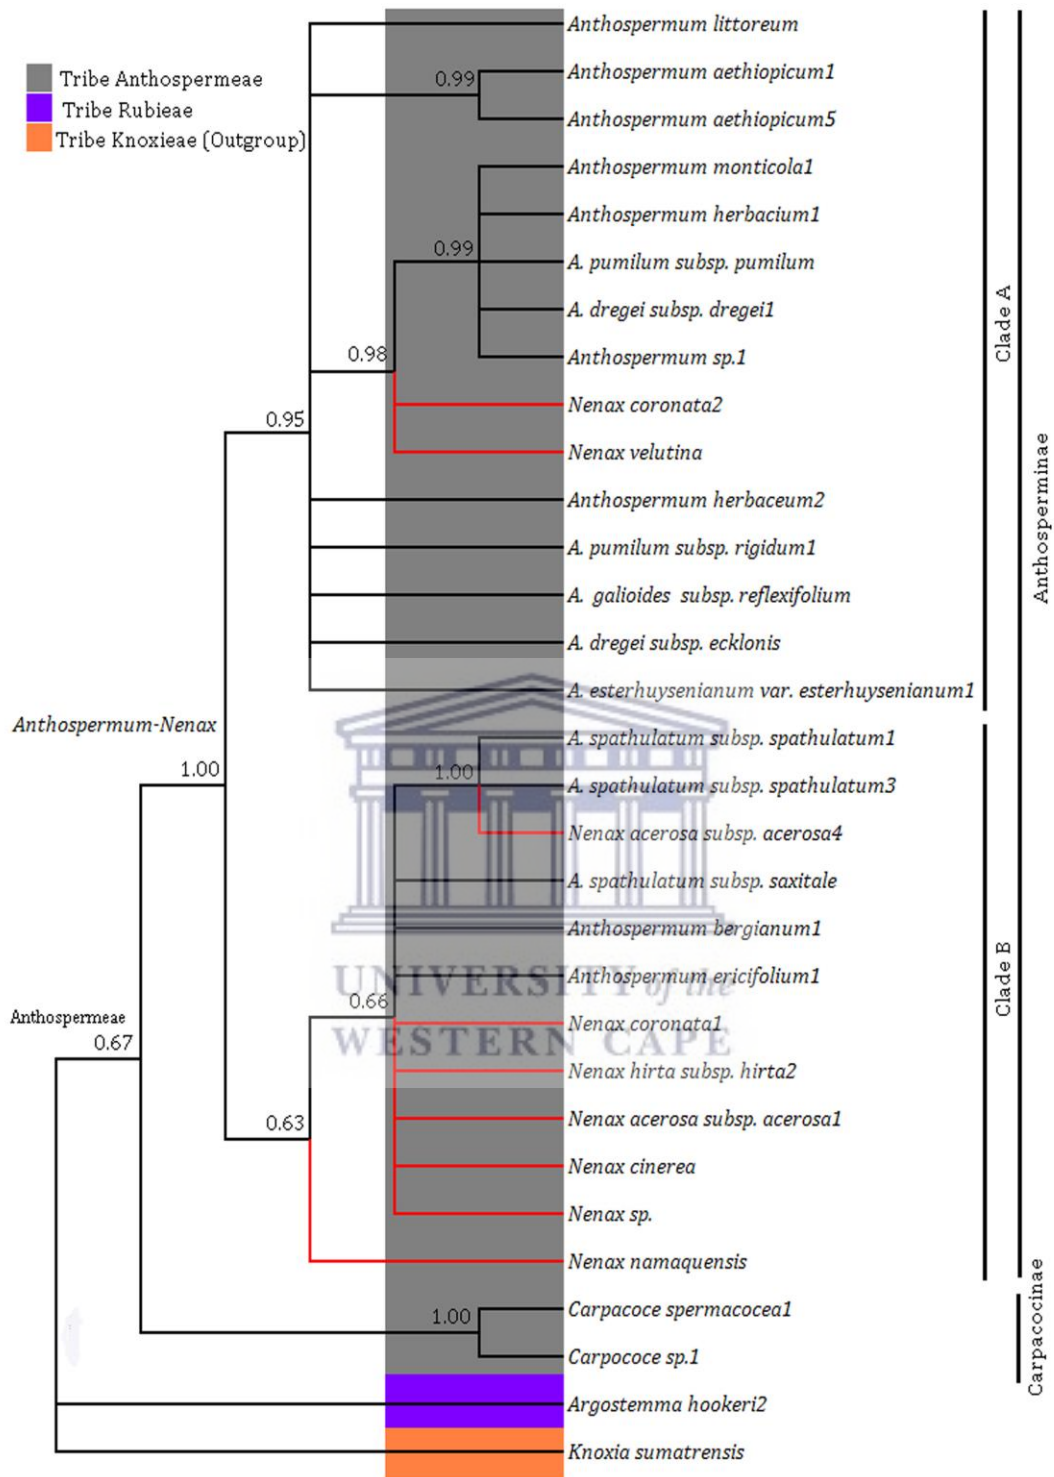 Tribe Anthospermeae
Tribe Rubieae
Tribe Knoxieae (Outgroup)
Anthospermum littoreum
0.99
Anthospermum aethiopicum1
Anthospermum aethiopicum5
Anthospermum monticola1
Anthospermum herbacium1
0.99
A. pumilum subsp. pumilum
A. dregei subsp. dregei1
Anthospermum sp.1
0.98
Nenax coronata2
Nenax velutina
0.95
Anthospermum herbaceum2
A. pumilum subsp. rigidum1
A. galioides subsp. reflexifolium
A. dregei subsp. ecklonis
A. esterhuysenianum var. esterhuysenianum1
Clade A
Anthosperminae
Anthospermum-Nenax
1.00
A. spathulatum subsp. spathulatum1
1.00
A. spathulatum subsp. spathulatum3
Nenax acerosa subsp. acerosa4
A. spathulatum subsp. saxitale
Anthospermum bergianum1
Anthospermum ericifolium1
0.66
Nenax coronata1
Nenax hirta subsp. hirta2
Nenax acerosa subsp. acerosa1
0.63
Nenax cinerea
Nenax sp.
Nenax namaquensis
Clade B
UNIVERSITY of the
WESTERN CAPE
Anthospermeae
0.67
1.00
Carpacoce spermacocea1
Carpococe sp.1
Carpacocinae
Argostemma hookeri2
Knoxia sumatrensis